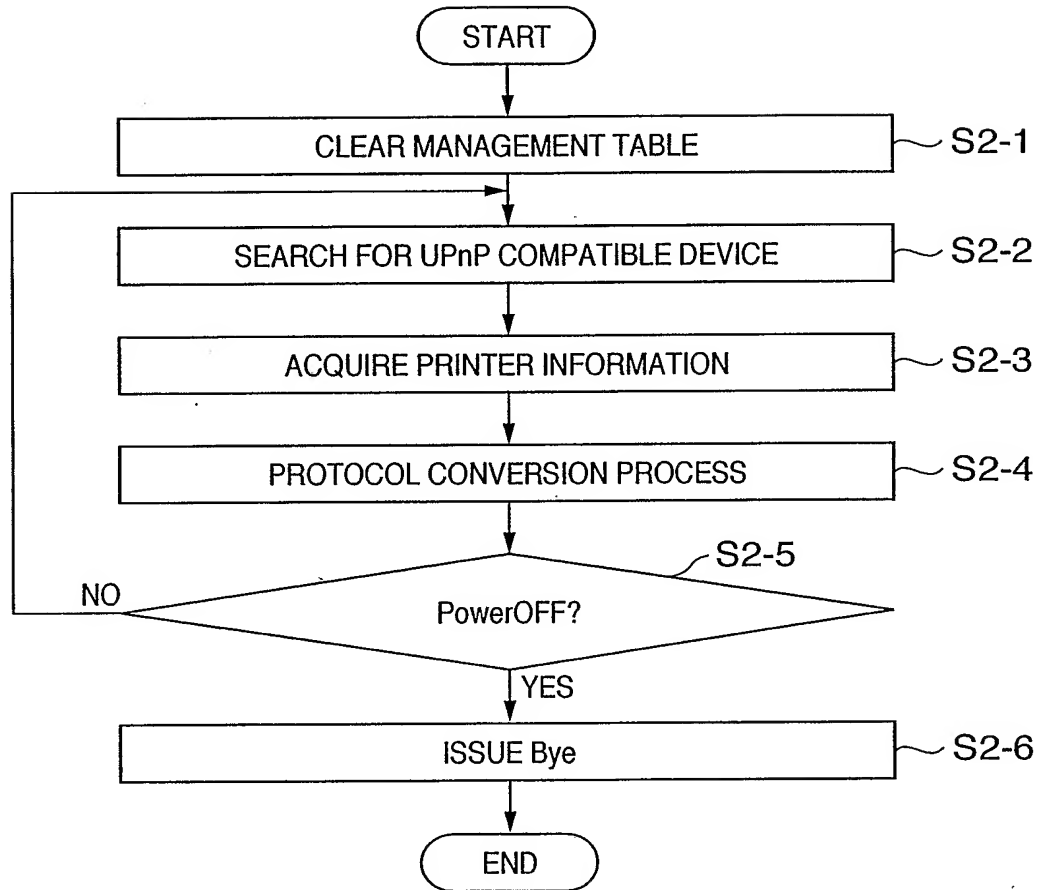 START
CLEAR MANAGEMENT TABLE
S2-1
SEARCH FOR UPnP COMPATIBLE DEVICE
S2-2
ACQUIRE PRINTER INFORMATION
S2-3
PROTOCOL CONVERSION PROCESS
S2-4
S2-5
NO
PowerOFF?
YES
ISSUE Bye
S2-6
END